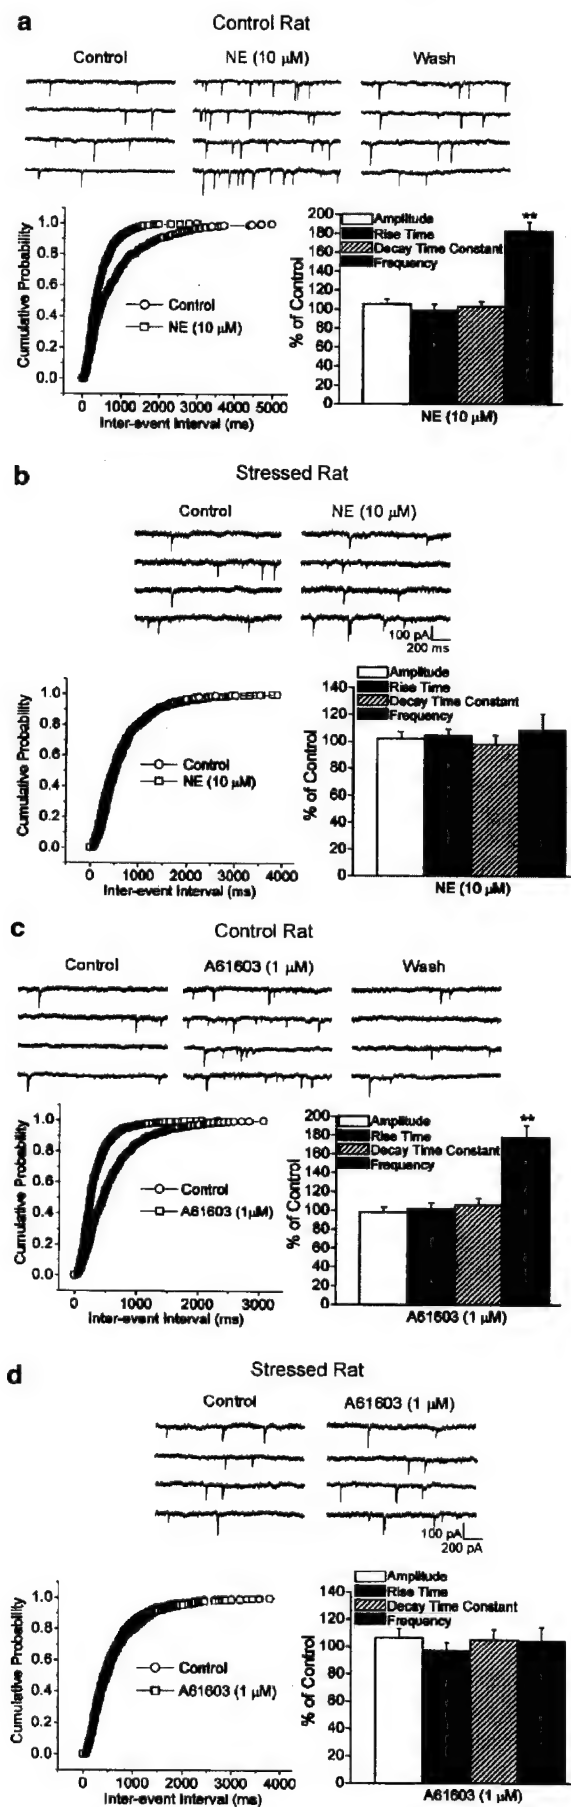 a
Control Rat
Control
NE (10 μM)
Wash
1.0
0.8
0.6
0.4
0.2
0.0
Cumulative Probability
Control
NE (10 μM)
0 1000 2000 3000 4000 5000
Inter-event Interval (ms)
200
180
160
140
120
100
80
60
40
20
0
% of Control
Amplitude
Rise Time
Decay Time Constant
Frequency
**
NE (10 μM)
b
Stressed Rat
Control
NE (10 μM)
100 pA
200 ms
1.0
0.8
0.6
0.4
0.2
0.0
Cumulative Probability
Control
NE (10 μM)
0 1000 2000 3000 4000
Inter-event Interval (ms)
140
120
100
80
60
40
20
0
% of Control
Amplitude
Rise Time
Decay Time Constant
Frequency
NE (10 μM)
c
Control Rat
Control
A61603 (1 μM)
Wash
1.0
0.8
0.6
0.4
0.2
0.0
Cumulative Probability
Control
A61603 (1μM)
0 1000 2000 3000
Inter-event Interval (ms)
200
180
160
140
120
100
80
60
40
20
0
% of Control
Amplitude
Rise Time
Decay Time Constant
Frequency
**
A61603 (1 μM)
d
Stressed Rat
Control
A61603 (1 μM)
100 pA
200 pA
1.0
0.8
0.6
0.4
0.2
0.0
Cumulative Probability
Control
A61603 (1 μM)
0 1000 2000 3000 4000
Inter-event Interval (ms)
140
120
100
80
60
40
20
0
% of Control
Amplitude
Rise Time
Decay Time Constant
Frequency
A61603 (1 μM)